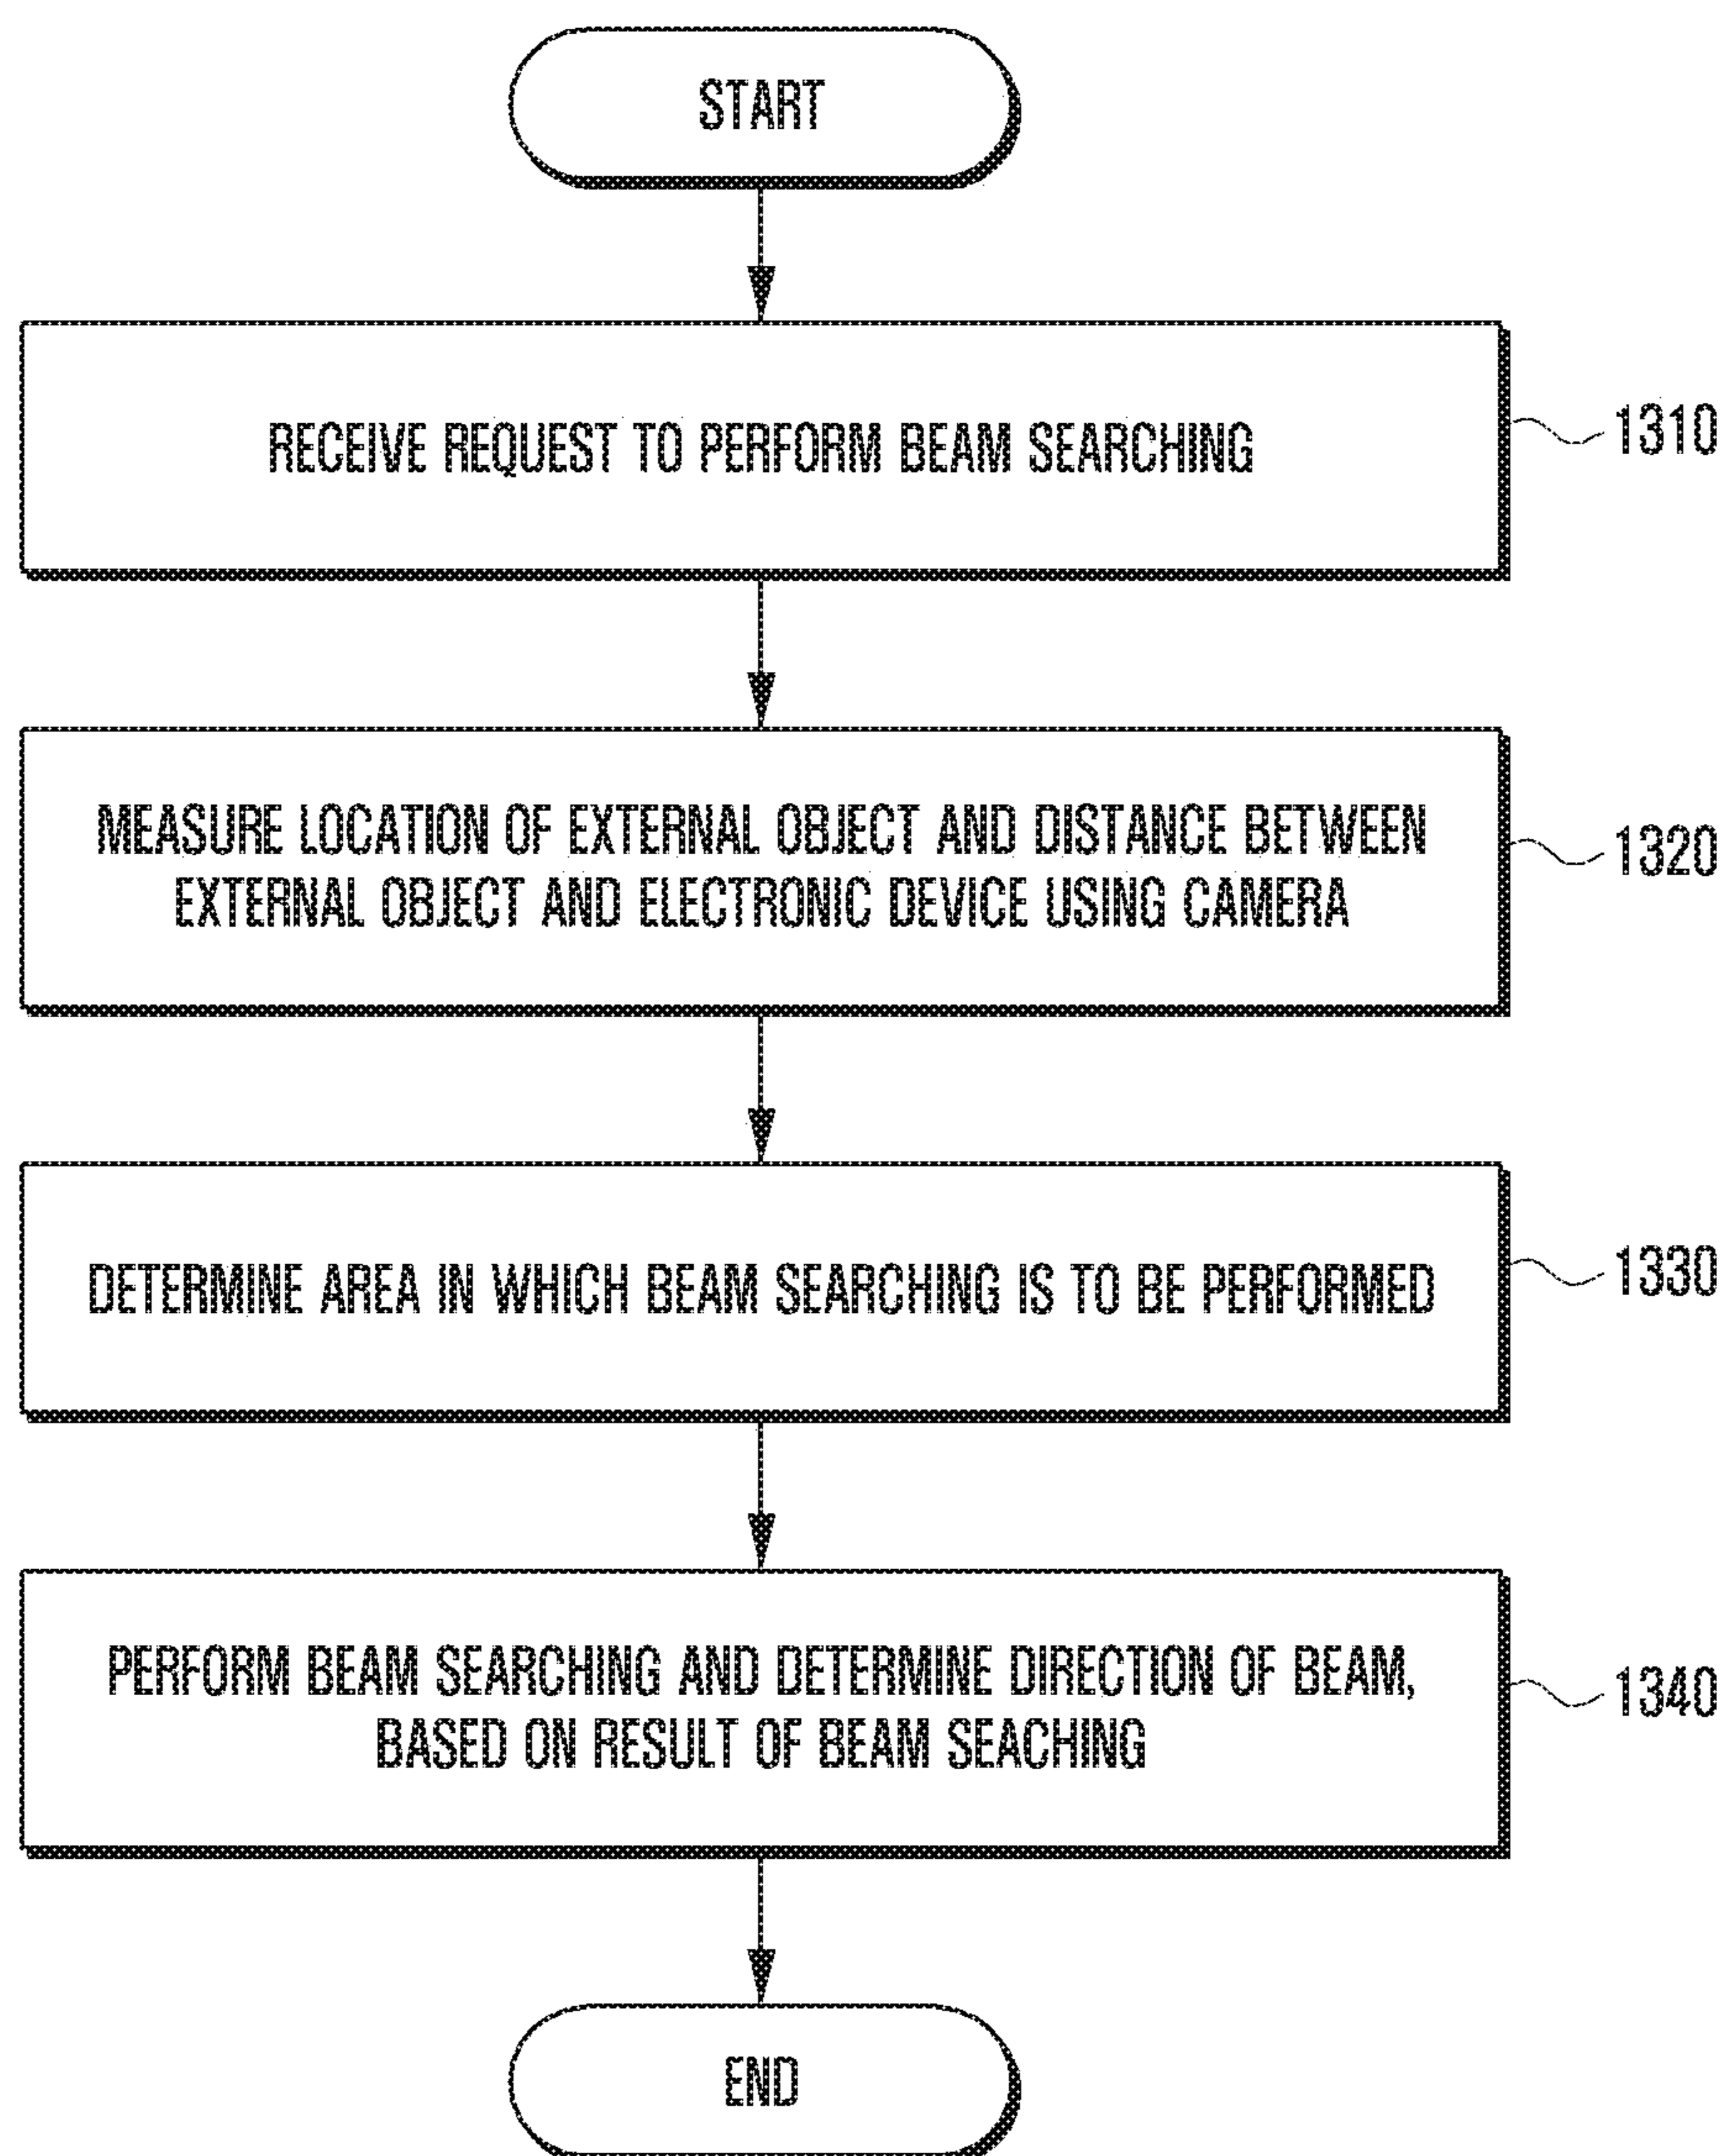 START
RECEIVE REQUEST TO PERFORM BEAM SEARCHING
1310
MEASURE LOCATION OF EXTERNAL OBJECT AND DISTANCE BETWEEN
EXTERNAL OBJECT AND ELECTRONIC DEVICE USING CAMERA
1320
DETERMINE AREA IN WHICH BEAM SEARCHING IS TO BE PERFORMED
1330
PERFORM BEAM SEARCHING AND DETERMINE DIRECTION OF BEAM,
BASED ON RESULT OF BEAM SEACHING
1340
END